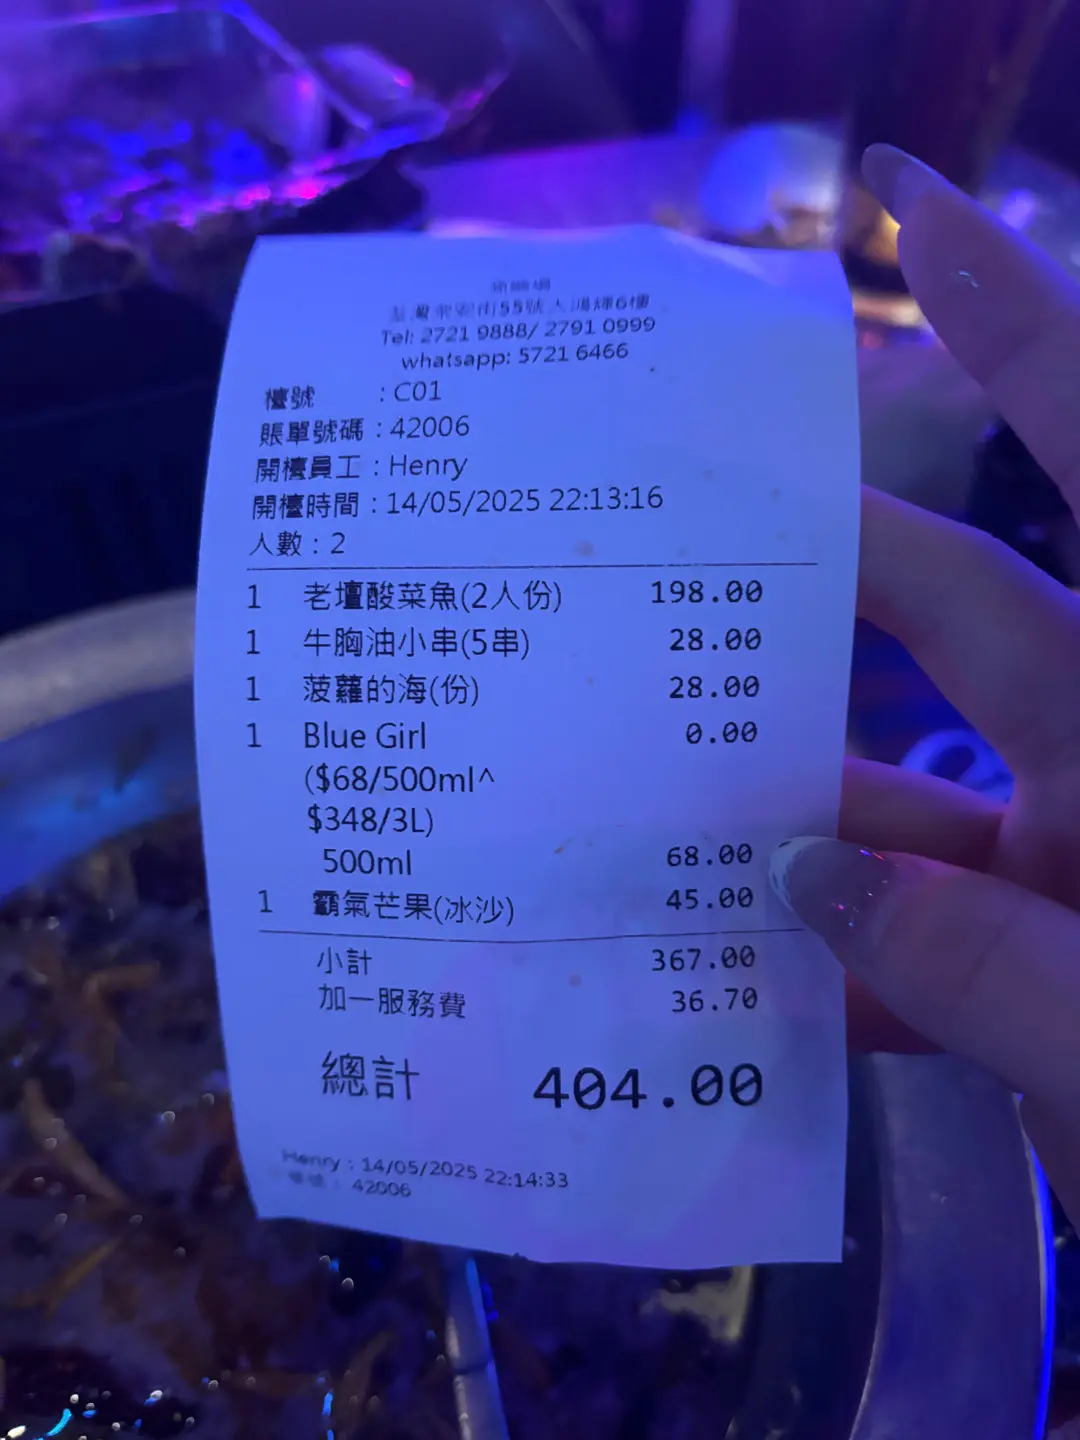 55號
6樓
Tel: 2721 9888/ 2791 0999
whatsapp: 5721 6466
檯號 : C01
賬單號碼 : 42006
開檯員工 : Henry
開檯時間 : 14/05/2025 22:13:16
人數 : 2
1 老壇酸菜魚(2人份) 198.00
1 牛胸油小串(5串) 28.00
1 菠蘿的海(份) 28.00
1 Blue Girl 0.00
($68/500ml^
$348/3L)
500ml 68.00
1 霸氣芒果(冰沙) 45.00
小計 367.00
加一服務費 36.70
總計 404.00
Henry : 14/05/2025 22:14:33
: 42006